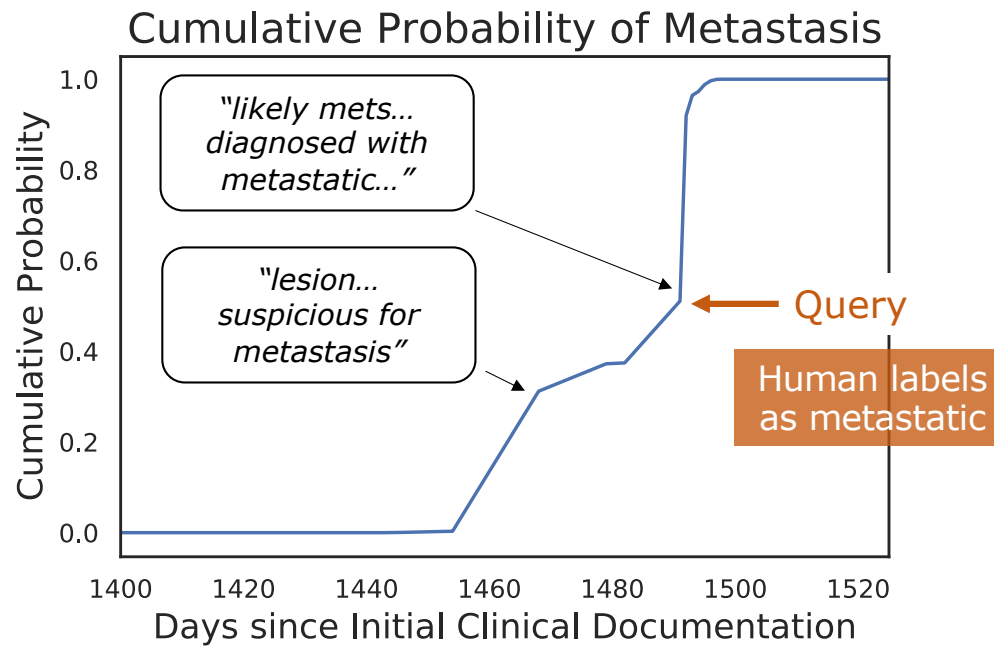 Cumulative Probability of Metastasis
Cumulative Probability
1.0
0.8
0.6
0.4
0.2
0.0
“likely mets…
diagnosed with
metastatic…”
“lesion…
suspicious for
metastasis”
Query
Human labels
as metastatic
1400 1420 1440 1460 1480 1500 1520
Days since Initial Clinical Documentation